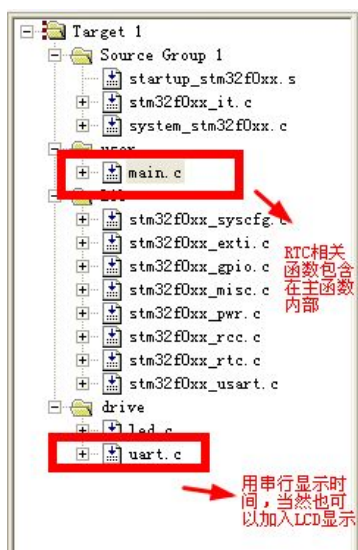 Target 1
Source Group 1
startup_stm32f0xx.s
stm32f0xx_it.c
system_stm32f0xx.c
user
main.c
stm32f0xx_syscfg.c
stm32f0xx_exti.c
RTC相关
函数包含
在主函数
内部
stm32f0xx_gpio.c
stm32f0xx_misc.c
stm32f0xx_pwr.c
stm32f0xx_rcc.c
stm32f0xx_rtc.c
stm32f0xx_usart.c
drive
led.c
uart.c
用串行显示时
间，当然也可
以加入LCD显示